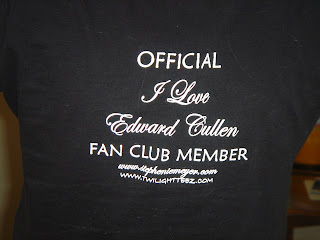 OFFICIAL
I Love
Edward Cullen
FAN CLUB MEMBER
www.stepheniemeyer.com
WWW.TWILIGHTTEEZ.COM